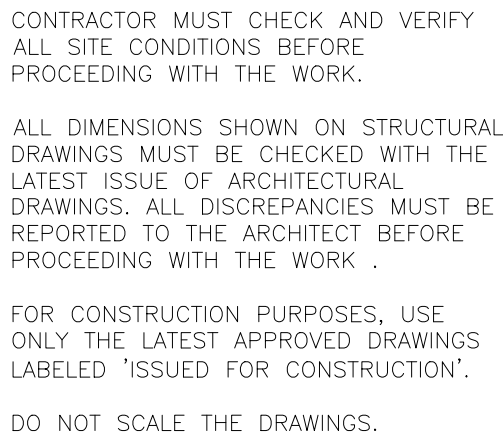 CONTRACTOR MUST CHECK AND VERIFY
ALL SITE CONDITIONS BEFORE
PROCEEDING WITH THE WORK.
ALL DIMENSIONS SHOWN ON STRUCTURAL
DRAWINGS MUST BE CHECKED WITH THE
LATEST ISSUE OF ARCHITECTURAL
DRAWINGS. ALL DISCREPANCIES MUST BE
REPORTED TO THE ARCHITECT BEFORE
PROCEEDING WITH THE WORK .
FOR CONSTRUCTION PURPOSES, USE
ONLY THE LATEST APPROVED DRAWINGS
LABELED 'ISSUED FOR CONSTRUCTION'.
DO NOT SCALE THE DRAWINGS.